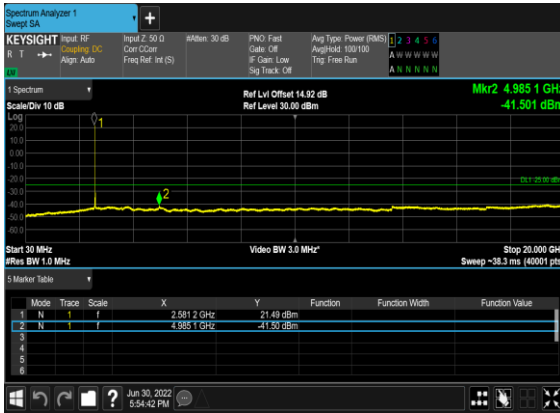 Spectrum Analyzer 1
Swept SA
+
KEYSIGHT Input: RF Input Z: 50 Ω #Atten: 30 dB PNO: Fast Avg Type: Power (RMS) 1 2 3 4 5 6
R T Coupling: DC Corr CCorr Gate: Off Avg|Hold: 100/100 A W W W W W
Align: Auto Freq Ref: Int (S) IF Gain: Low Trig: Free Run
Sig Track: Off A N N N N N
1 Spectrum Ref Lvl Offset 14.92 dB Mkr2 4.985 1 GHz
Scale/Div 10 dB Ref Level 30.00 dBm -41.501 dBm
Log
20.0
10.0
0.00
-10.0
-20.0
-30.0
-40.0
-50.0
-60.0
1
2
DL1 -25.00 dBm
Start 30 MHz Video BW 3.0 MHz* Stop 20.000 GHz
#Res BW 1.0 MHz Sweep ~38.3 ms (40001 pts)
5 Marker Table
Mode Trace Scale X Y Function Function Width Function Value
1 N 1 f 2.581 2 GHz 21.49 dBm
2 N 1 f 4.985 1 GHz -41.50 dBm
3
4
5
6
? Jun 30, 2022
5:54:42 PM